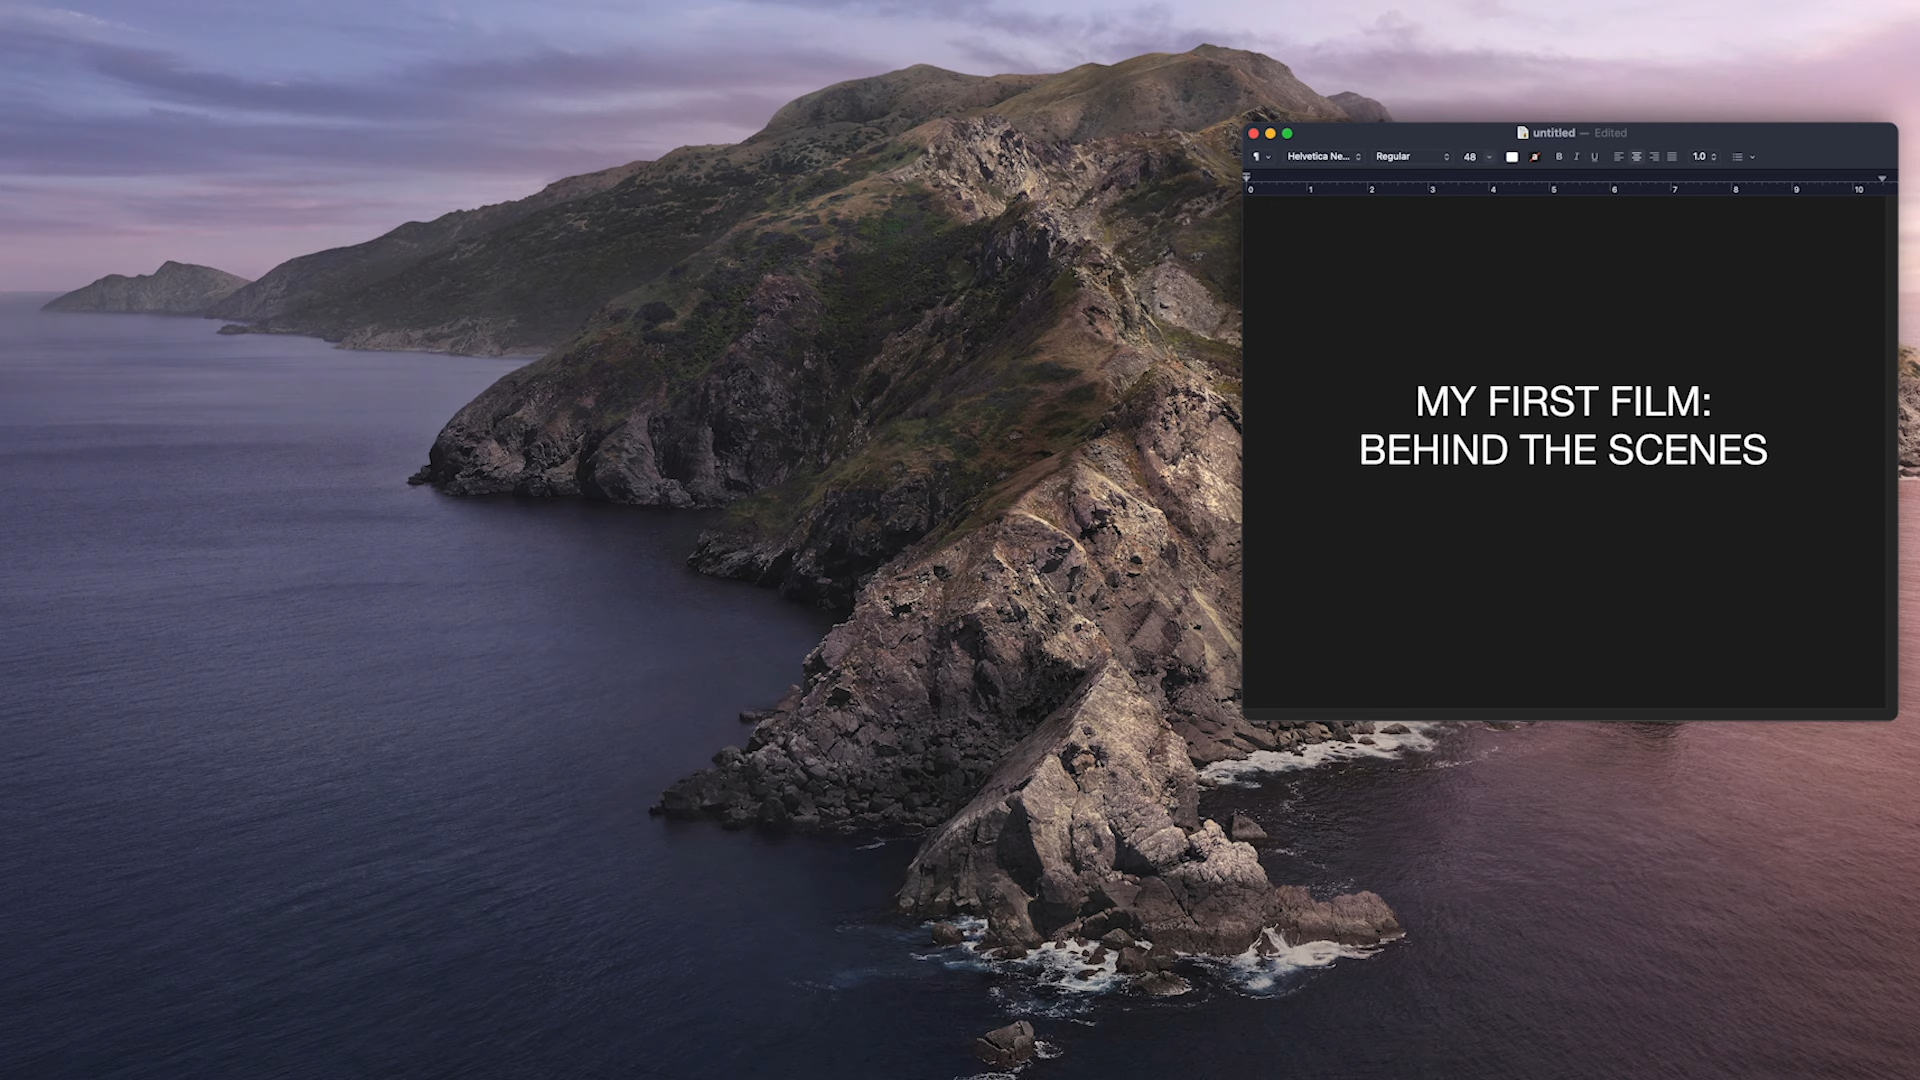 untitled — Edited
¶ Helvetica Ne... Regular 48 B I U 1.0
0 1 2 3 4 5 6 7 8 9 10
MY FIRST FILM:
BEHIND THE SCENES